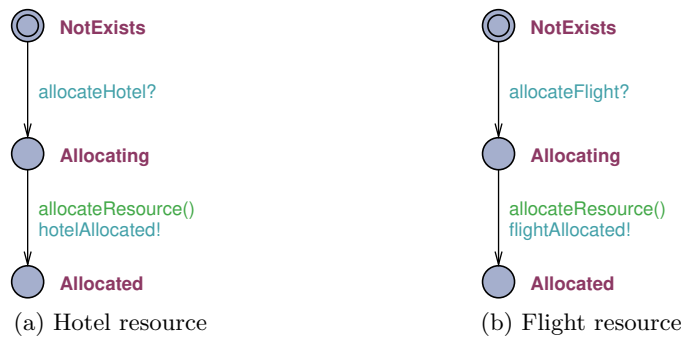 NotExists
allocateHotel?
Allocating
allocateResource()
hotelAllocated!
Allocated
(a) Hotel resource
NotExists
allocateFlight?
Allocating
allocateResource()
flightAllocated!
Allocated
(b) Flight resource